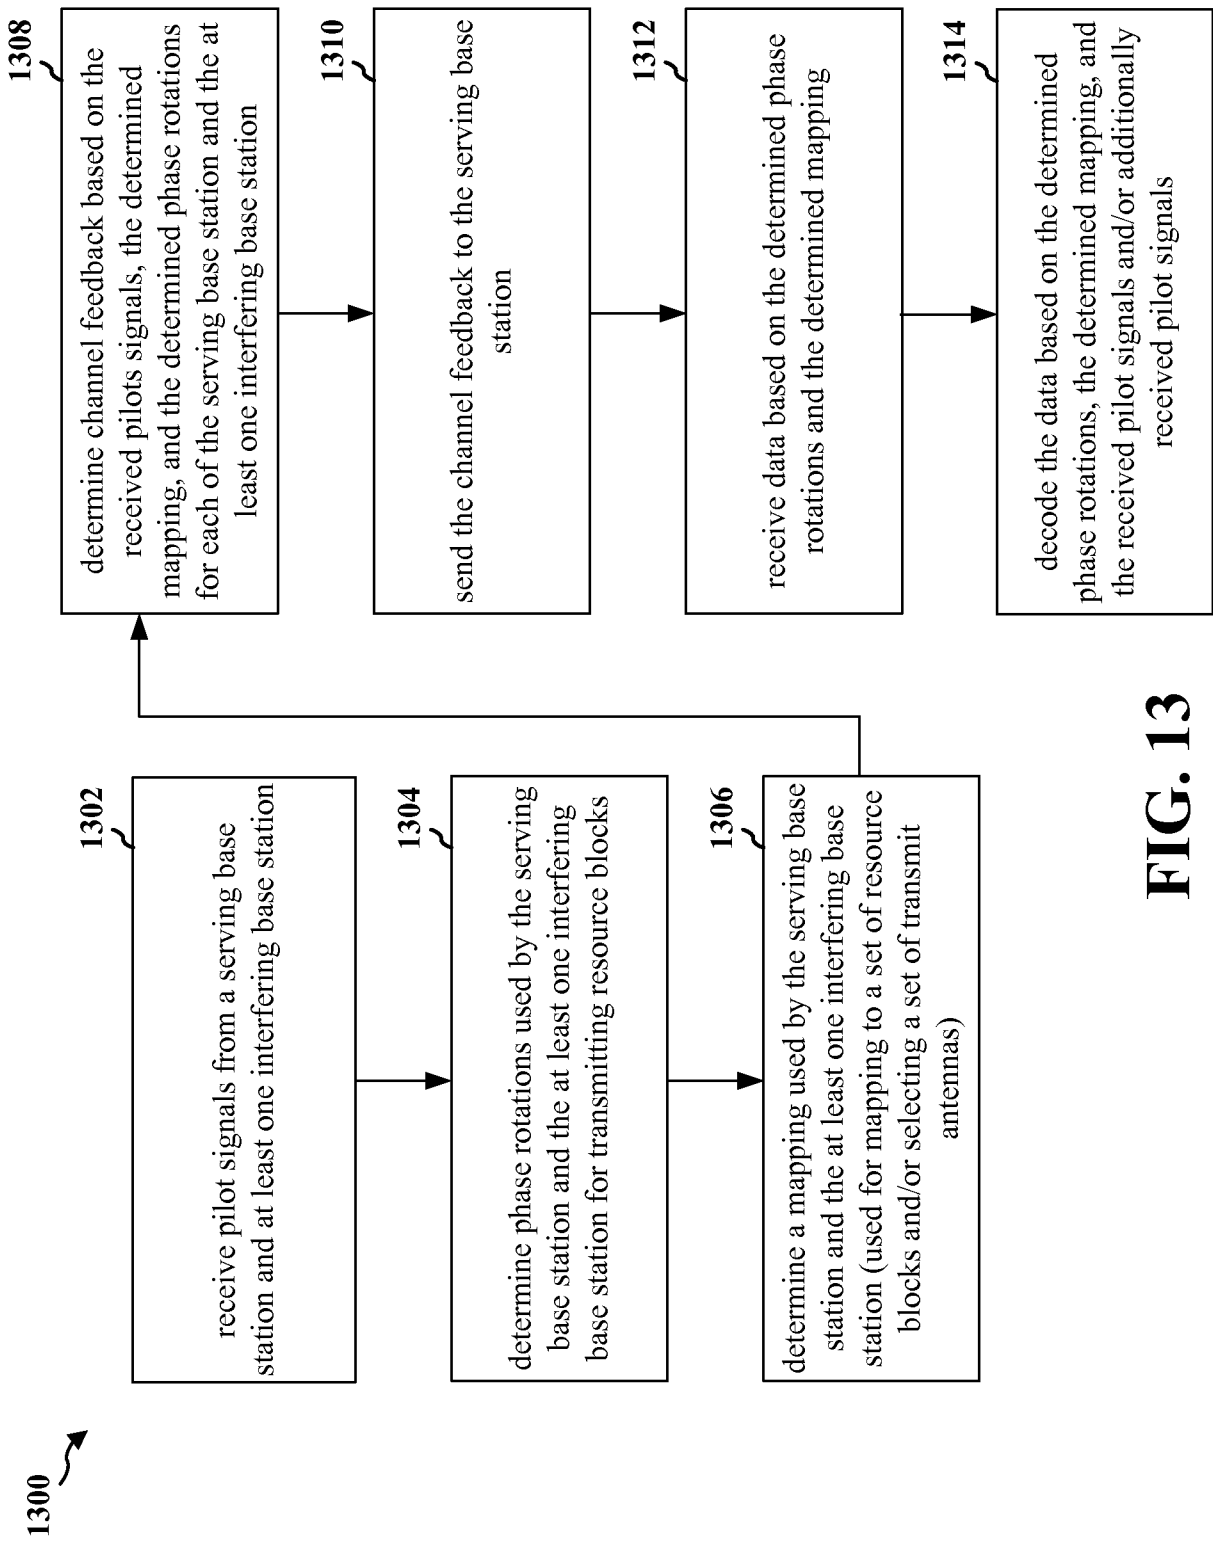 1300
1302
receive pilot signals from a serving base
station and at least one interfering base station
1304
determine phase rotations used by the serving
base station and the at least one interfering
base station for transmitting resource blocks
1306
determine a mapping used by the serving base
station and the at least one interfering base
station (used for mapping to a set of resource
blocks and/or selecting a set of transmit
antennas)
1308
determine channel feedback based on the
received pilots signals, the determined
mapping, and the determined phase rotations
for each of the serving base station and the at
least one interfering base station
1310
send the channel feedback to the serving base
station
1312
receive data based on the determined phase
rotations and the determined mapping
1314
decode the data based on the determined
phase rotations, the determined mapping, and
the received pilot signals and/or additionally
received pilot signals
FIG. 13